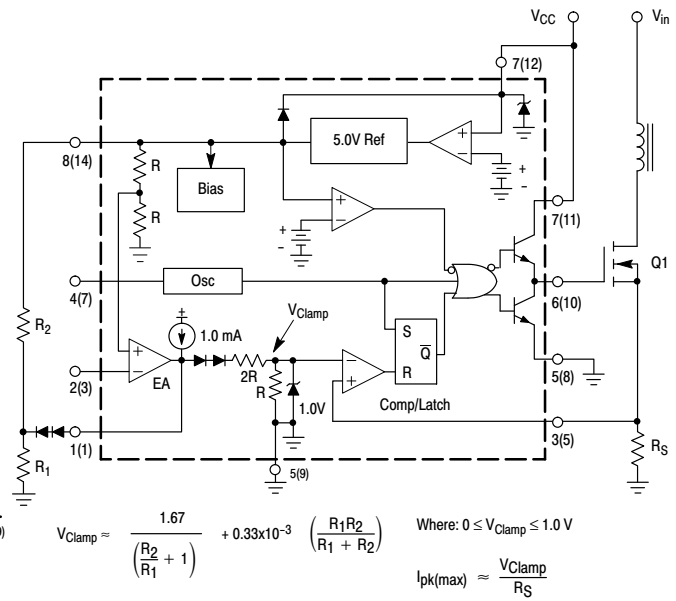 VCC
Vin
7(12)
8(14)
5.0V Ref
R
Bias
+
-
+
-
R
+
-
+
-
7(11)
Q1
4(7)
Osc
6(10)
VClamp
R2
+
1.0 mA
S
Q
R
5(8)
2(3)
+
-
EA
2R
R
1.0V
-
+
Comp/Latch
1(1)
3(5)
R1
5(9)
RS
VClamp ≈ 1.67 / (R2/R1 + 1) + 0.33x10−3 (R1R2 / R1 + R2)
Where: 0 ≤ VClamp ≤ 1.0 V
Ipk(max) ≈ VClamp / RS